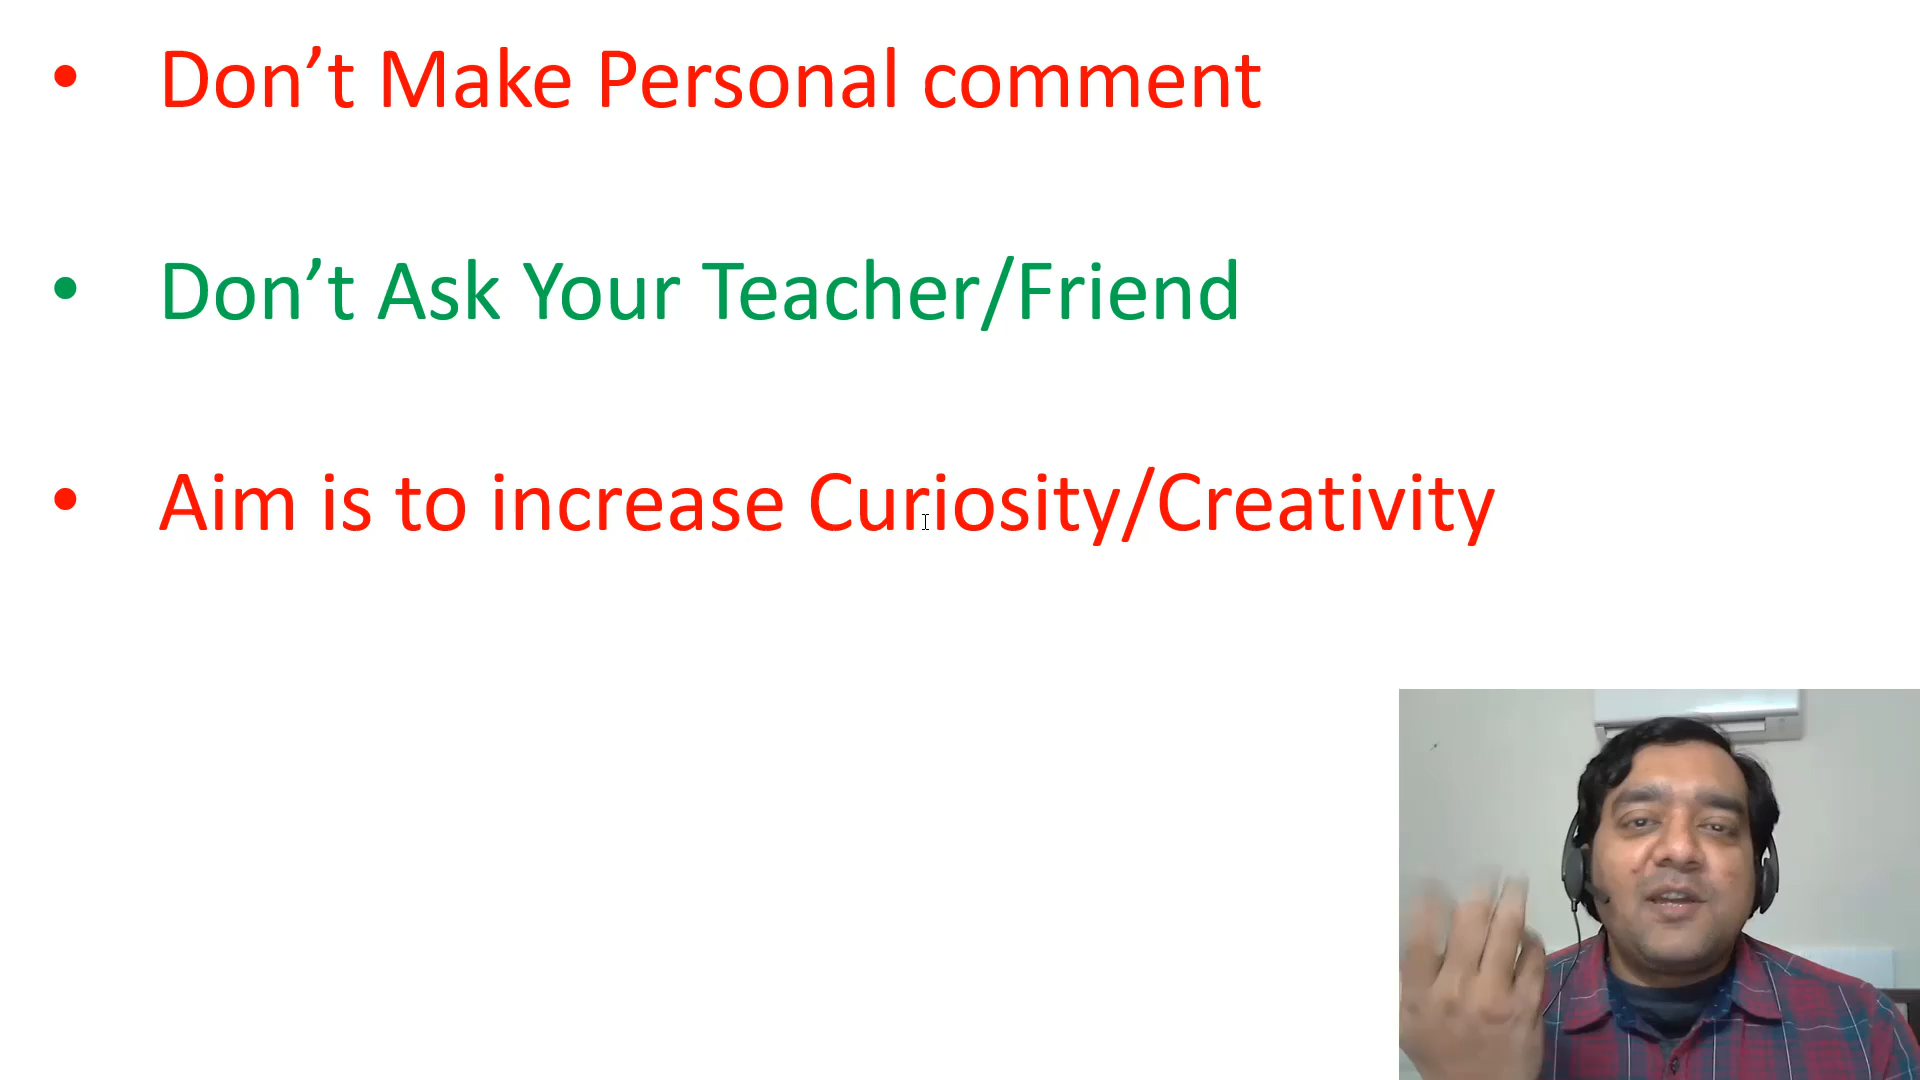 • Don’t Make Personal comment
• Don’t Ask Your Teacher/Friend
• Aim is to increase Curiosity/Creativity